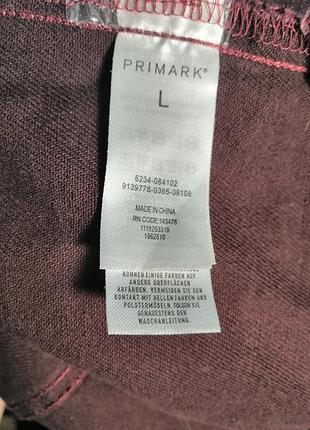 PRIMARK®
L
6234-084102
9139778-0366-09108
MADE IN CHINA
RN CODE: 145478
1116253319
1962810
KÖNNEN EINIGE FARBEN AUF
ANDERE OBERFLÄCHEN
ABFÄRBEN. VERMEIDEN SIE DEN
KONTAKT MIT HELLEN FARBEN UND
POLSTERMÖBELN. FOLGEN SIE
GENAUESTENS DER
WASCHANLEITUNG.